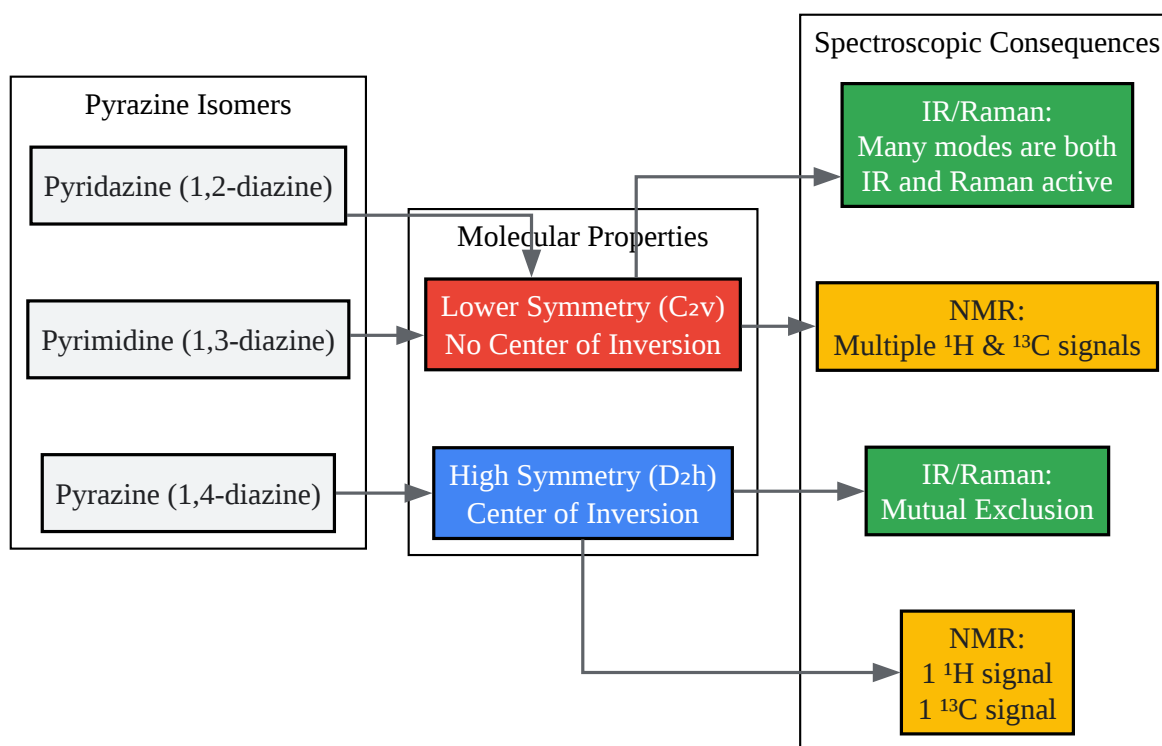 Pyrazine Isomers
Pyridazine (1,2-diazine)
Pyrimidine (1,3-diazine)
Pyrazine (1,4-diazine)
Molecular Properties
Lower Symmetry (C₂v)
No Center of Inversion
High Symmetry (D₂h)
Center of Inversion
Spectroscopic Consequences
IR/Raman:
Many modes are both
IR and Raman active
NMR:
Multiple ¹H & ¹³C signals
IR/Raman:
Mutual Exclusion
NMR:
1 ¹H signal
1 ¹³C signal